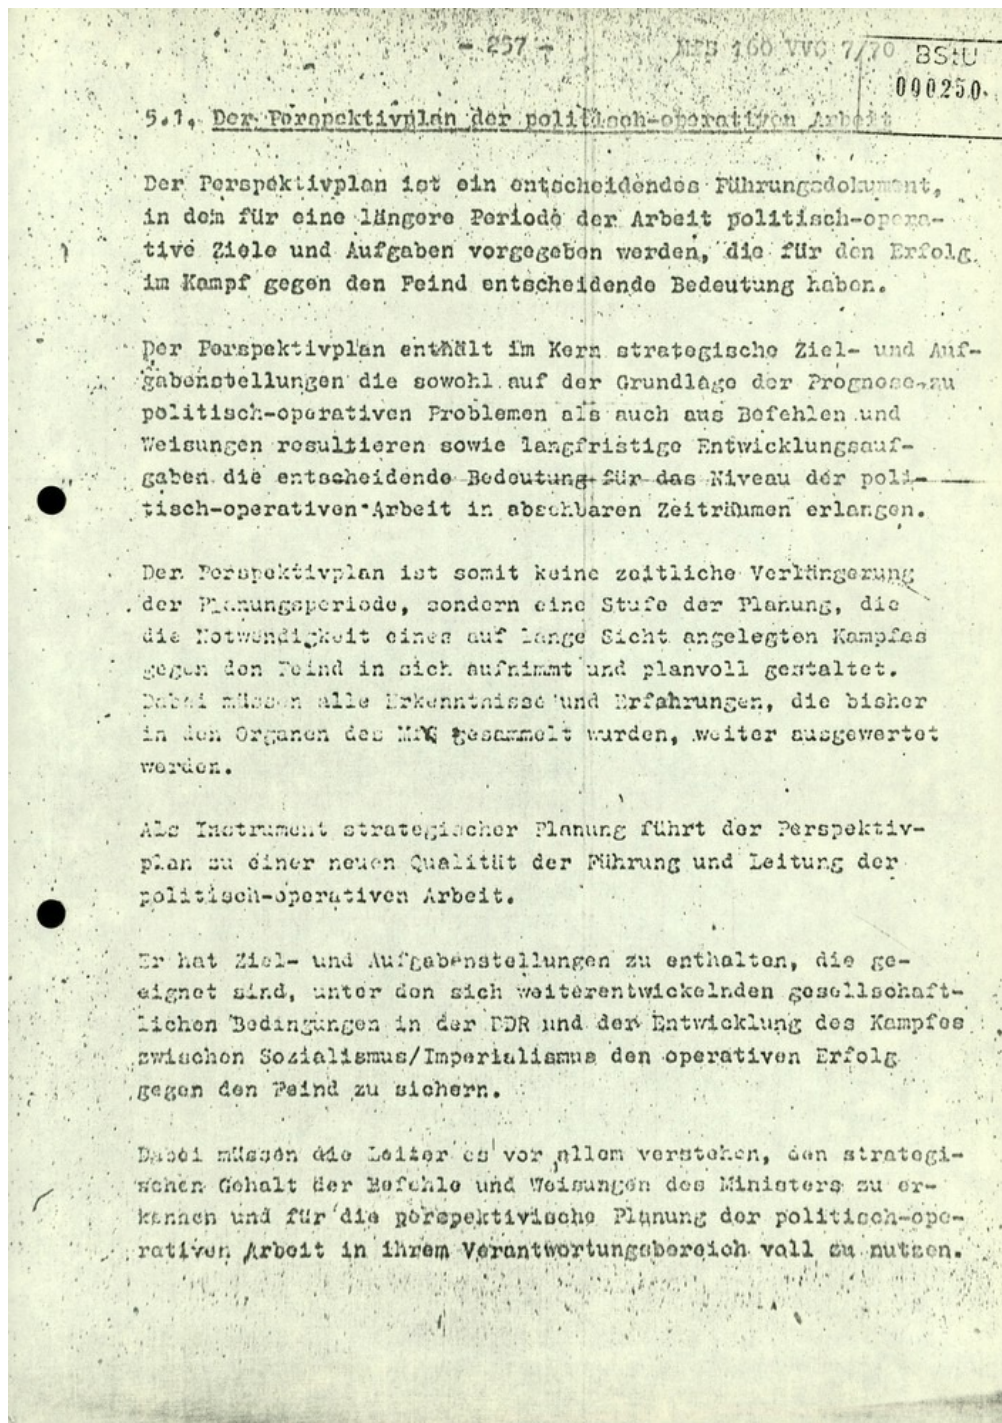 - 257 -
MfS 160 VVS 7/70
BStU
000250
5.1. Der Perspektivplan der politisch-operativen Arbeit
Der Perspektivplan ist ein entscheidendes Führungsdokument,
in dem für eine längere Periode der Arbeit politisch-opera-
tive Ziele und Aufgaben vorgegeben werden, die für den Erfolg
im Kampf gegen den Feind entscheidende Bedeutung haben.
Der Perspektivplan enthält im Kern strategische Ziel- und Auf-
gabenstellungen die sowohl auf der Grundlage der Prognose zu
politisch-operativen Problemen als auch aus Befehlen und
Weisungen resultieren sowie langfristige Entwicklungsauf-
gaben die entscheidende Bedeutung für das Niveau der poli-
tisch-operativen Arbeit in absehbaren Zeiträumen erlangen.
Der Perspektivplan ist somit keine zeitliche Verlängerung
der Planungsperiode, sondern eine Stufe der Planung, die
die Notwendigkeit eines auf lange Sicht angelegten Kampfes
gegen den Feind in sich aufnimmt und planvoll gestaltet.
Dabei müssen alle Erkenntnisse und Erfahrungen, die bisher
in den Organen des MfS gesammelt wurden, weiter ausgewertet
werden.
Als Instrument strategischer Planung führt der Perspektiv-
plan zu einer neuen Qualität der Führung und Leitung der
politisch-operativen Arbeit.
Er hat Ziel- und Aufgabenstellungen zu enthalten, die ge-
eignet sind, unter den sich weiterentwickelnden gesellschaft-
lichen Bedingungen in der DDR und der Entwicklung des Kampfes
zwischen Sozialismus/Imperialismus den operativen Erfolg
gegen den Feind zu sichern.
Dabei müssen die Leiter es vor allem verstehen, den strategi-
schen Gehalt der Befehle und Weisungen des Ministers zu er-
kennen und für die perspektivische Planung der politisch-ope-
rativen Arbeit in ihrem Verantwortungsbereich voll zu nutzen.